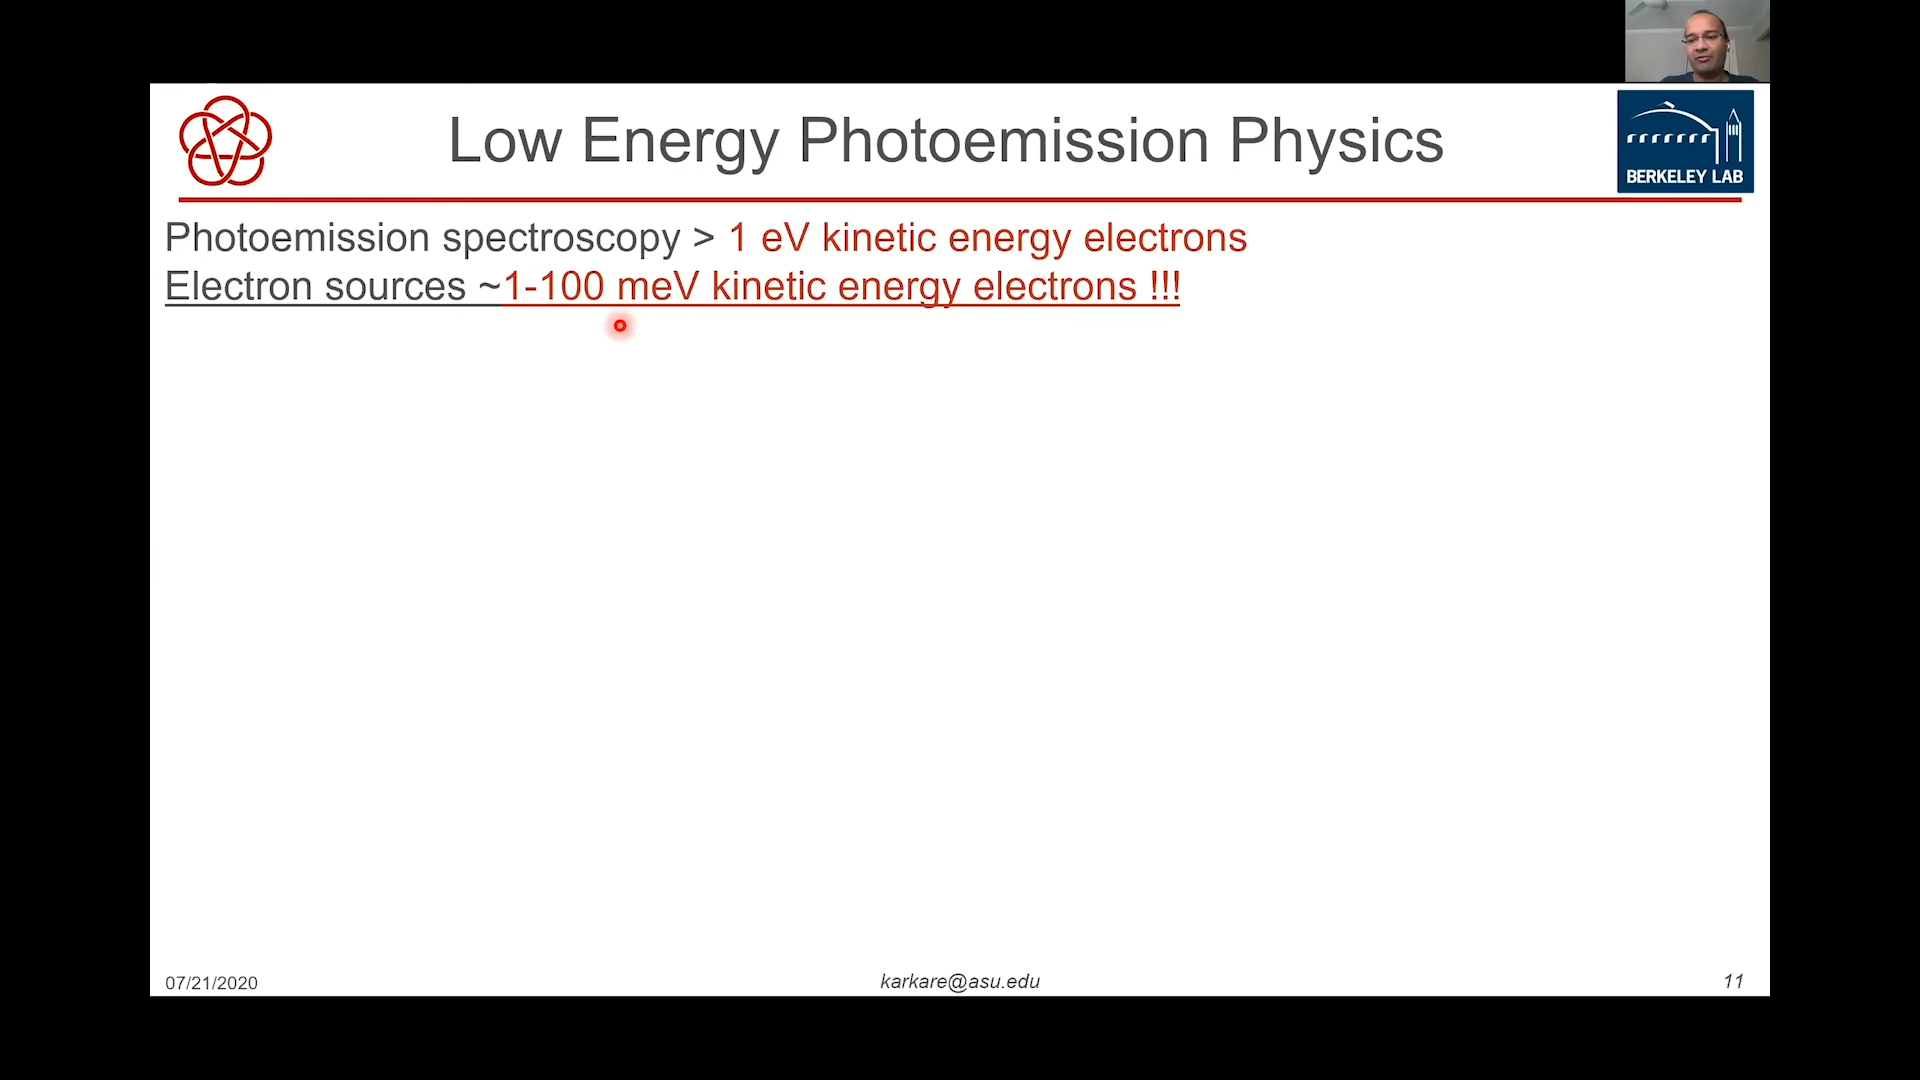 Low Energy Photoemission Physics
BERKELEY LAB
Photoemission spectroscopy > 1 eV kinetic energy electrons
Electron sources ~1-100 meV kinetic energy electrons !!!
07/21/2020
karkare@asu.edu
11